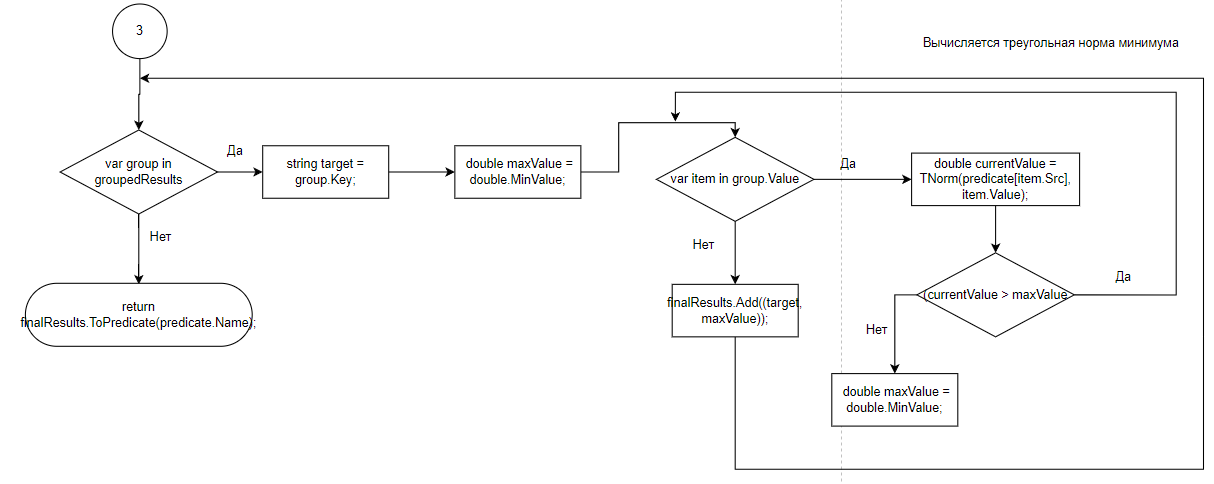 3
Вычисляется треугольная норма минимума
var group in
groupedResults
Да
string target =
group.Key;
double maxValue =
double.MinValue;
var item in group.Value
Да
double currentValue =
TNorm(predicate[item.Src],
item.Value);
Нет
return
finalResults.ToPredicate(predicate.Name);
Нет
finalResults.Add((target,
maxValue));
(currentValue > maxValue
Да
Нет
double maxValue =
double.MinValue;